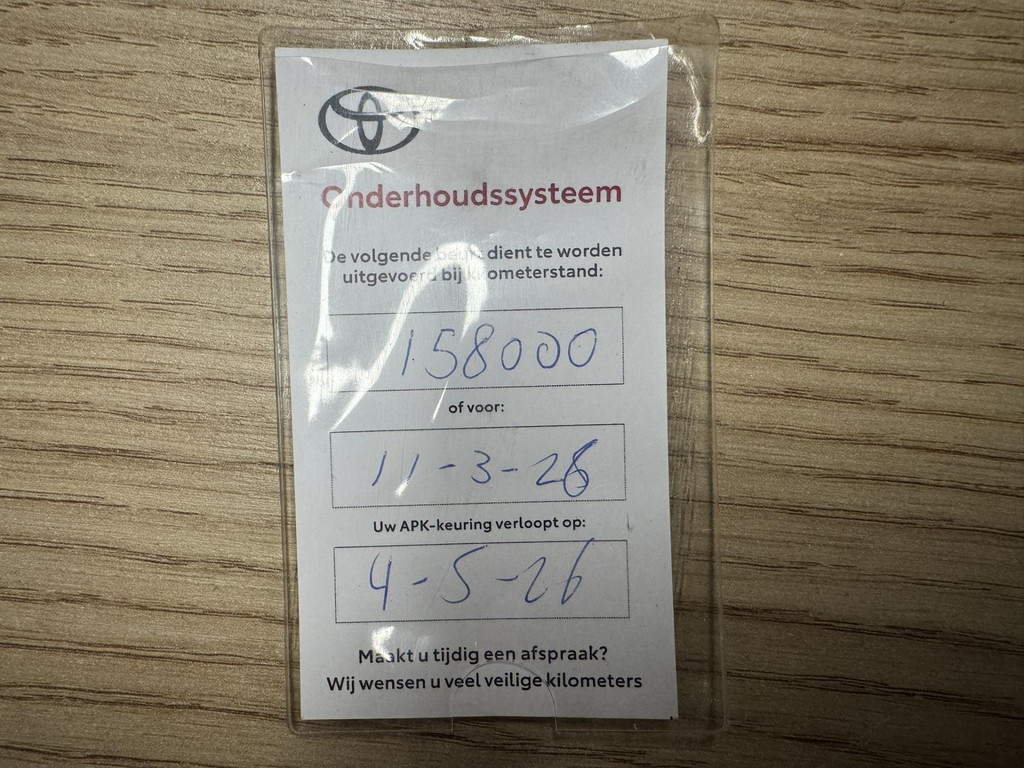 Onderhoudssysteem
De volgende beurt dient te worden
uitgevoerd bij kilometerstand:
158000
of voor:
11-3-26
Uw APK-keuring verloopt op:
4-5-26
Maakt u tijdig een afspraak?
Wij wensen u veel veilige kilometers